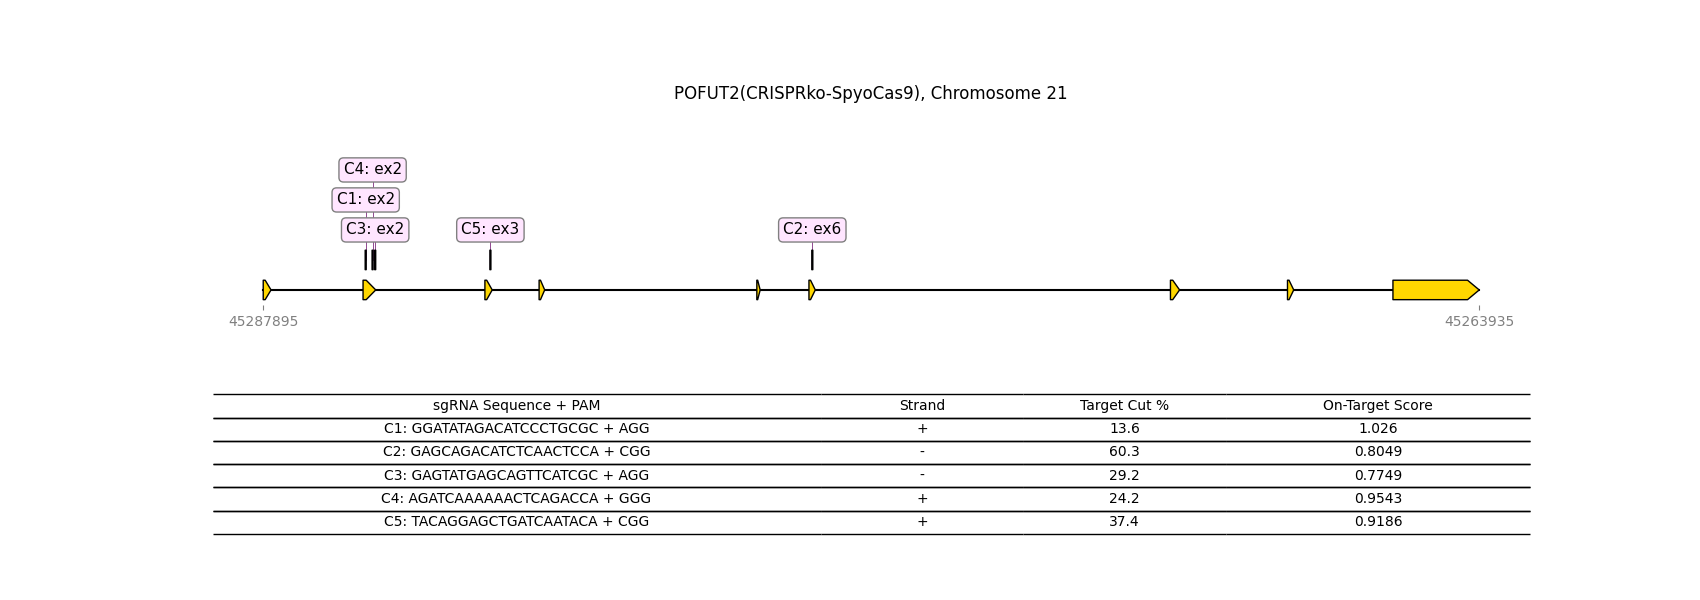 POFUT2(CRISPRko-SpyoCas9), Chromosome 21
C4: ex2
C1: ex2
C3: ex2 C5: ex3 C2: ex6
45287895 45263935
sgRNA Sequence + PAM Strand Target Cut % On-Target Score
C1: GGATATAGACATCCCTGCGC + AGG + 13.6 1.026
C2: GAGCAGACATCTCAACTCCA + CGG - 60.3 0.8049
C3: GAGTATGAGCAGTTCATCGC + AGG - 29.2 0.7749
C4: AGATCAAAAAACTCAGACCA + GGG + 24.2 0.9543
C5: TACAGGAGCTGATCAATACA + CGG + 37.4 0.9186